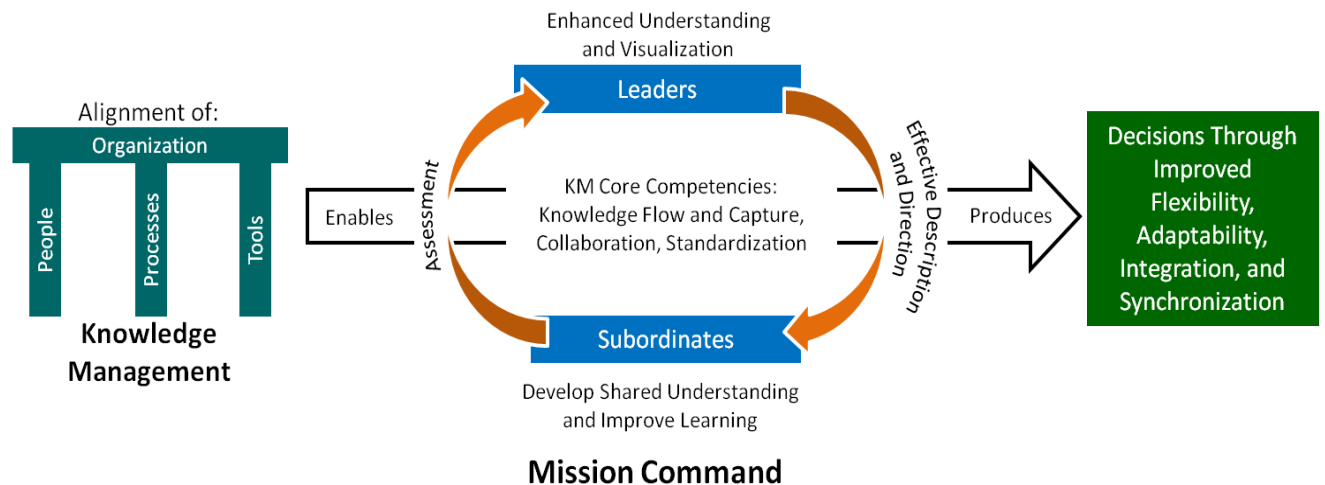 Alignment of:
Organization
People
Processes
Tools
Knowledge
Management
Enables
Assessment
Enhanced Understanding
and Visualization
Leaders
KM Core Competencies:
Knowledge Flow and Capture,
Collaboration, Standardization
Effective Description
and Direction
Subordinates
Develop Shared Understanding
and Improve Learning
Mission Command
Produces
Decisions Through
Improved
Flexibility,
Adaptability,
Integration, and
Synchronization